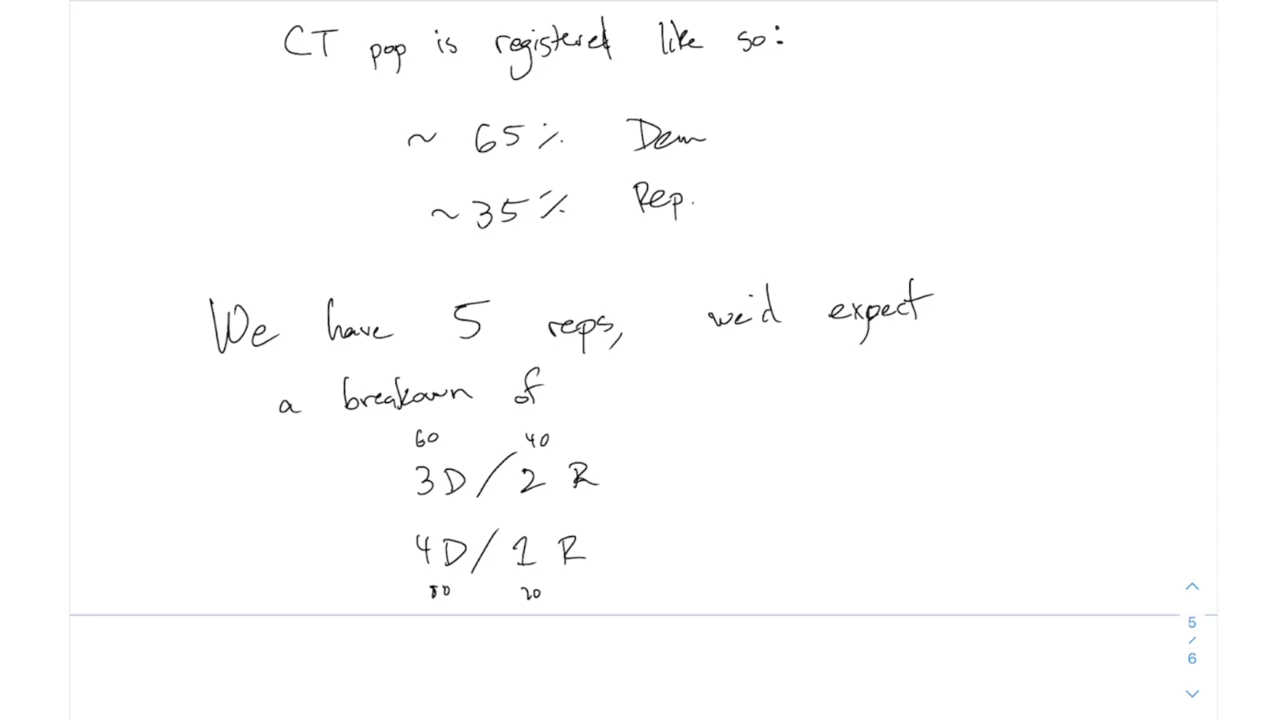 CT pop is registered like so:
~ 65% Dem
~35% Rep.
We have 5 reps, we'd expect
a breakown of
60 40
3D/2 R
4D/1 R
80 20
5
/
6